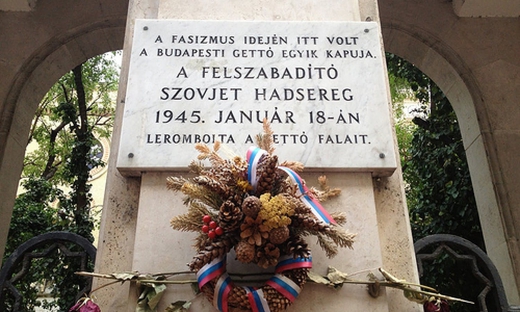 A FASIZMUS IDEJÉN ITT VOLT
A BUDAPESTI GETTÓ EGYIK KAPUJA.
A FELSZABADÍTÓ
SZOVJET HADSEREG
1945. JANUÁR 18-ÁN
LEROMBOLTA A GETTÓ FALAIT.